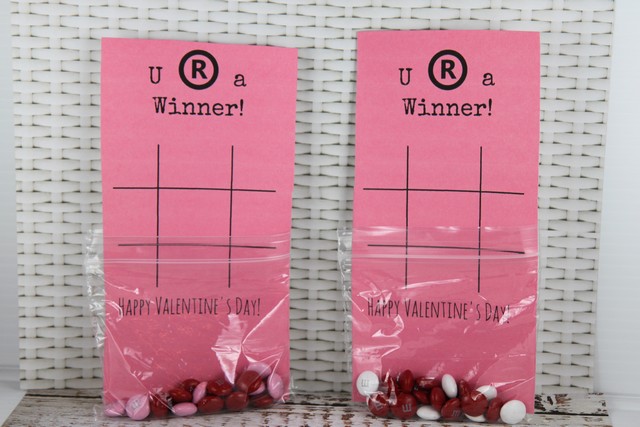 U ® a
Winner!
HAPPY VALENTINE'S DAY!
U ® a
Winner!
HAPPY VALENTINE'S DAY!
m
m